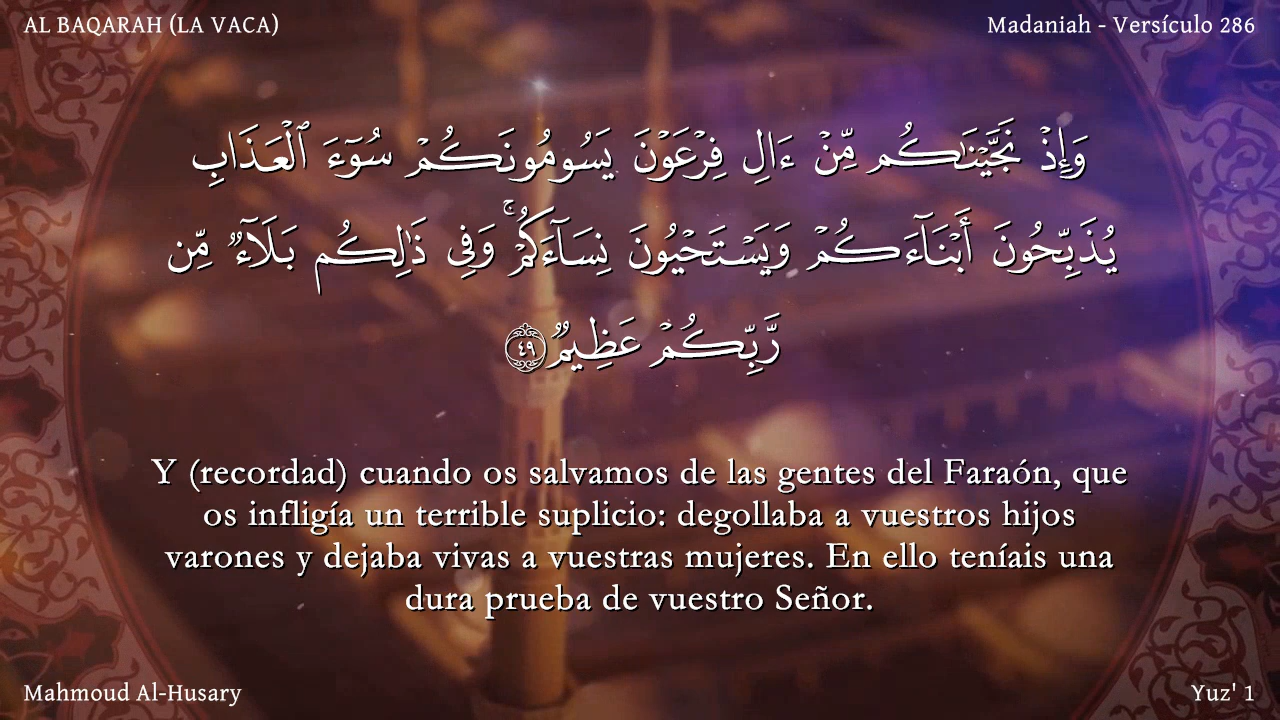 AL BAQARAH (LA VACA)
Madaniah - Versículo 286
وَإِذْ نَجَّيْنَٰكُم مِّنْ ءَالِ فِرْعَوْنَ يَسُومُونَكُمْ سُوٓءَ ٱلْعَذَابِ
يُذَبِّحُونَ أَبْنَآءَكُمْ وَيَسْتَحْيُونَ نِسَآءَكُمْ ۚ وَفِى ذَٰلِكُم بَلَآءٌ مِّن
رَّبِّكُمْ عَظِيمٌ ٤٩
Y (recordad) cuando os salvamos de las gentes del Faraón, que
os infligía un terrible suplicio: degollaba a vuestros hijos
varones y dejaba vivas a vuestras mujeres. En ello teníais una
dura prueba de vuestro Señor.
Mahmoud Al-Husary
Yuz' 1